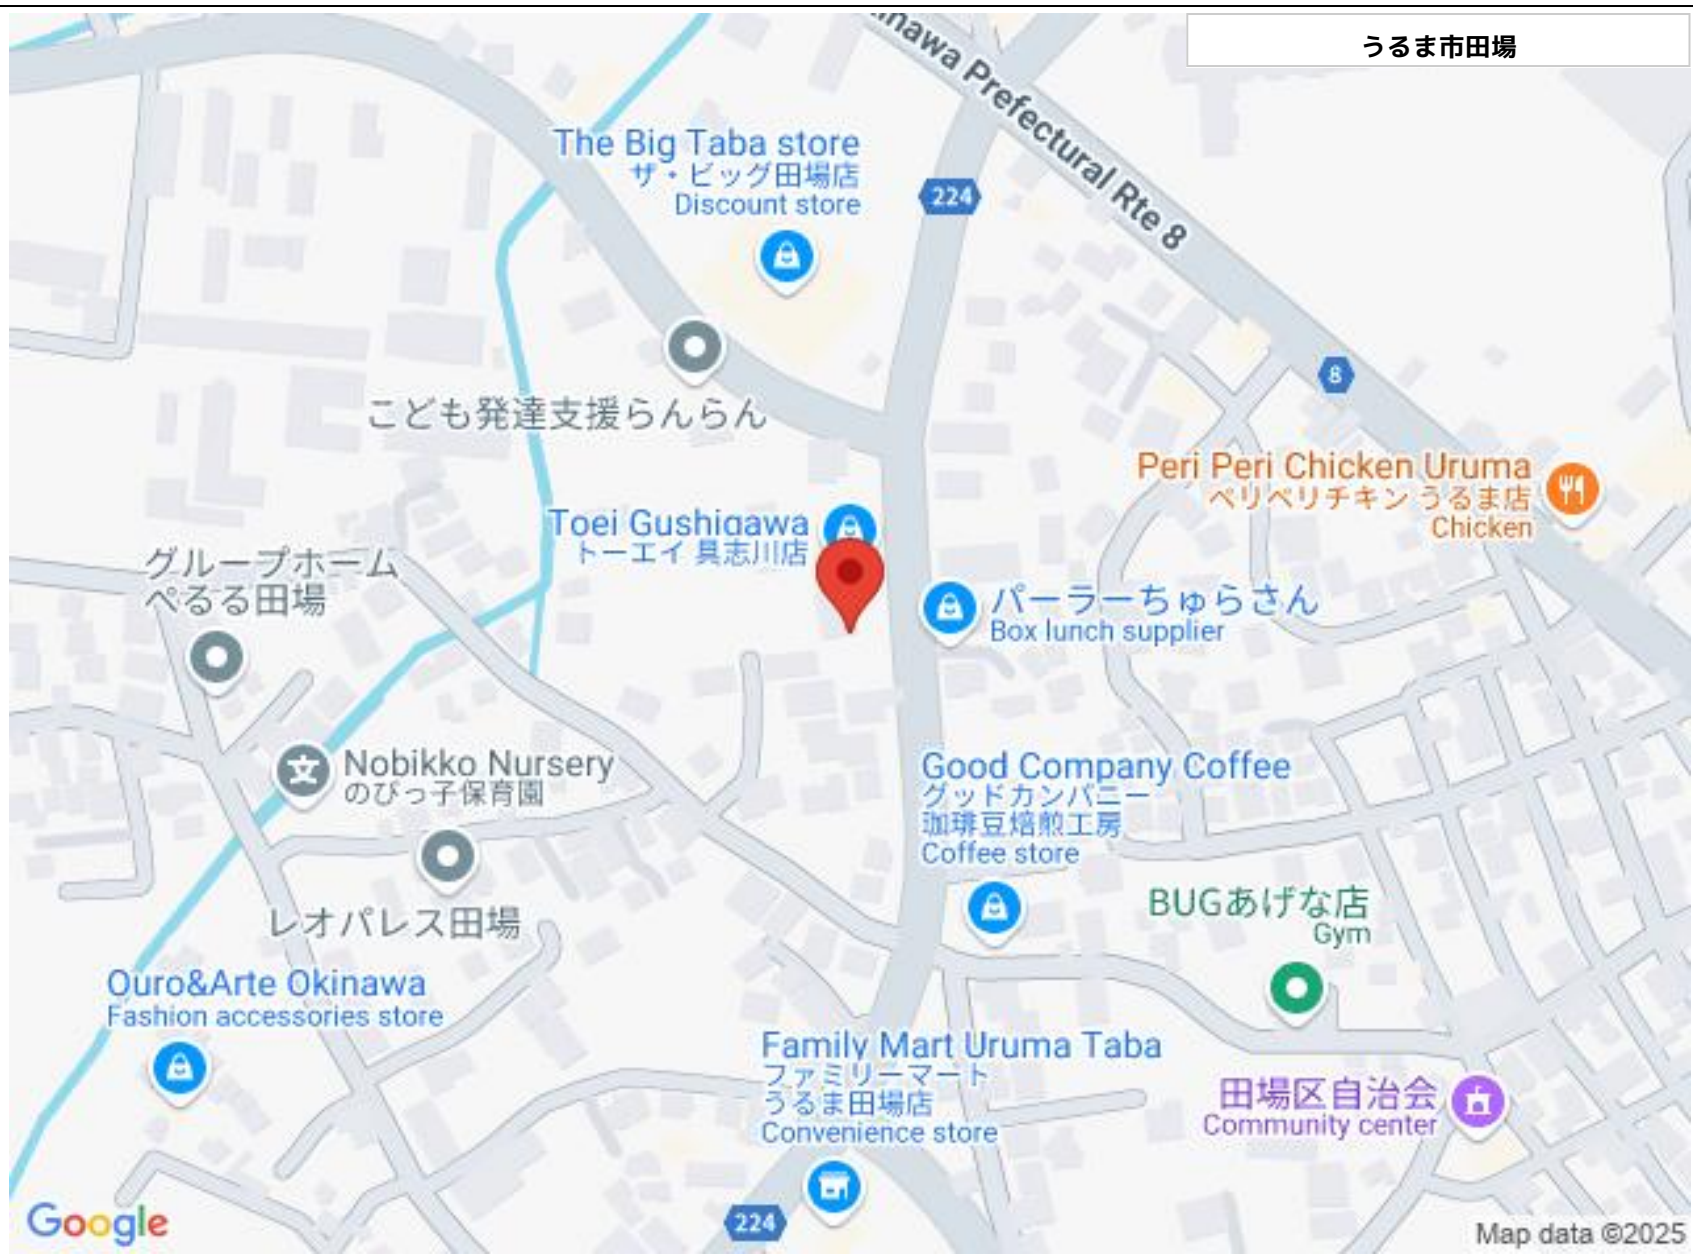 うるま市田場
inawa Prefectural Rte 8
The Big Taba store
ザ・ビッグ田場店
Discount store
224
8
こども発達支援らんらん
Peri Peri Chicken Uruma
ペリペリチキン うるま店
Chicken
Toei Gushigawa
トーエイ 具志川店
グループホーム
ぺるる田場
パーラーちゅらさん
Box lunch supplier
Nobikko Nursery
のびっ子保育園
Good Company Coffee
グッドカンパニー
珈琲豆焙煎工房
Coffee store
レオパレス田場
BUGあげな店
Gym
Ouro&Arte Okinawa
Fashion accessories store
Family Mart Uruma Taba
ファミリーマート
うるま田場店
Convenience store
田場区自治会
Community center
224
Google
Map data ©2025